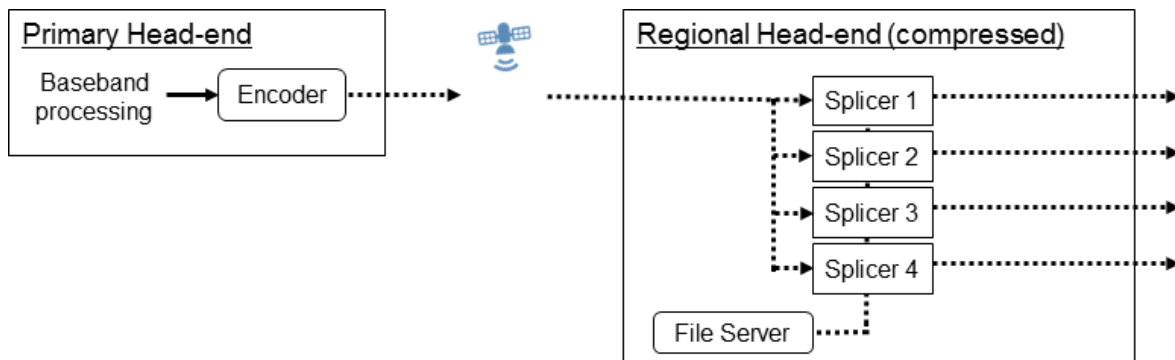 Primary Head-end
Baseband
processing
Encoder
Regional Head-end (compressed)
Splicer 1
Splicer 2
Splicer 3
Splicer 4
File Server